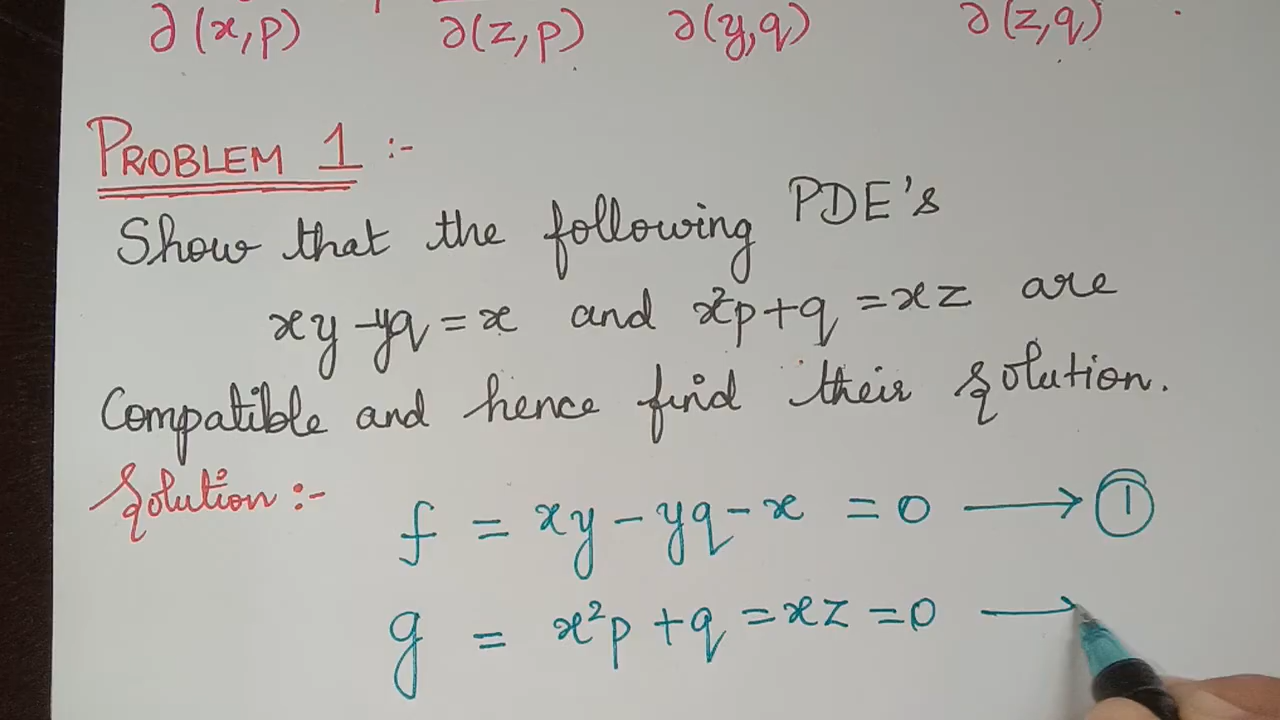 ∂(x,p) ∂(z,p) ∂(y,q) ∂(z,q)
PROBLEM 1 :-
Show that the following PDE's
xy - yq = x and x²p + q = xz are
Compatible and hence find their solution.
Solution :- f = xy - yq - x = 0 → ①
g = x²p + q = xz = 0 →